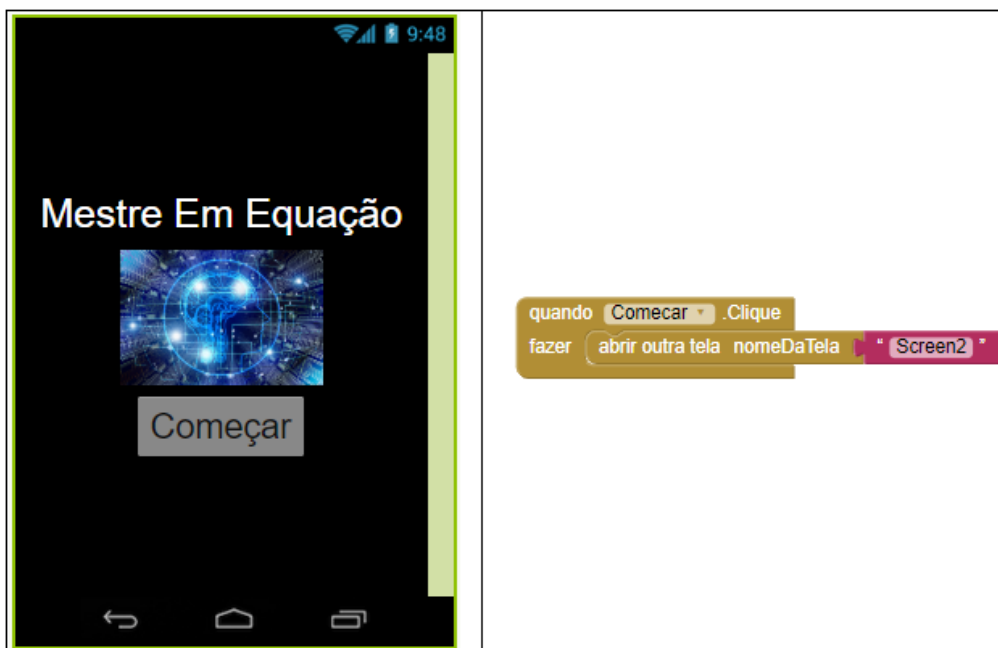 9:48
Mestre Em Equação
Começar
quando Comecar .Clique
fazer abrir outra tela nomeDaTela " Screen2 "